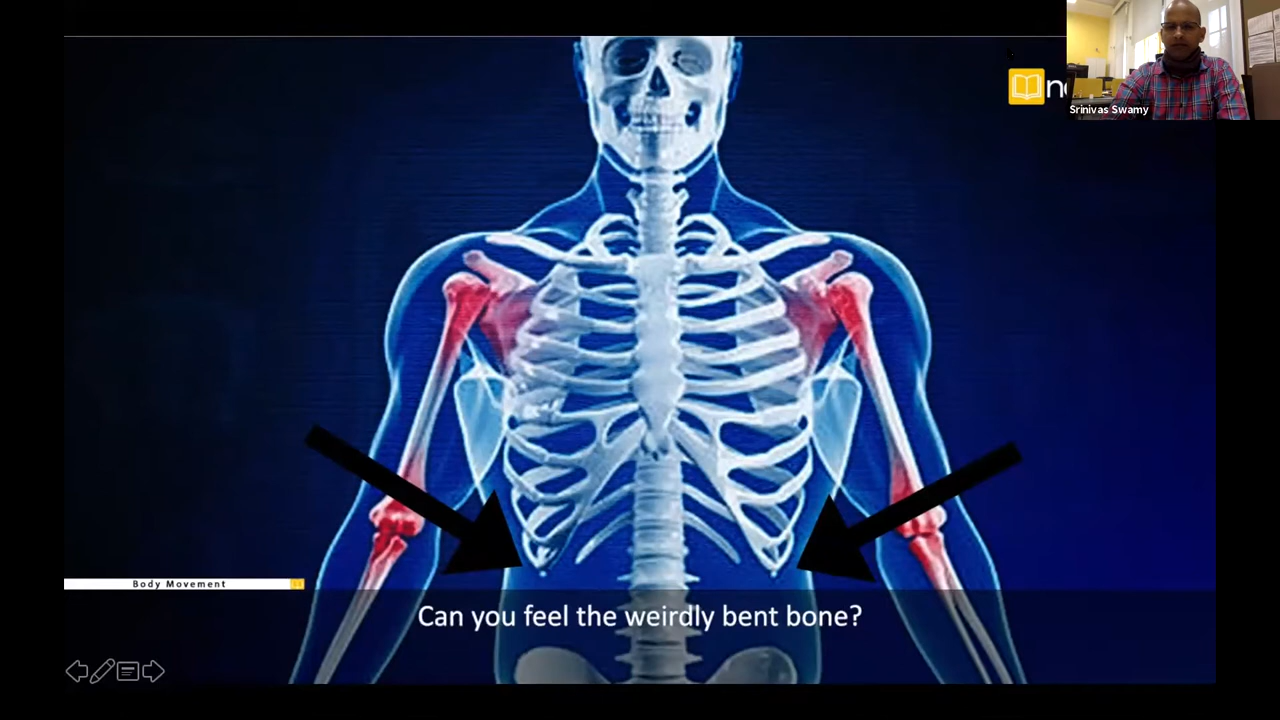 Srinivas Swamy
Body Movement
Can you feel the weirdly bent bone?